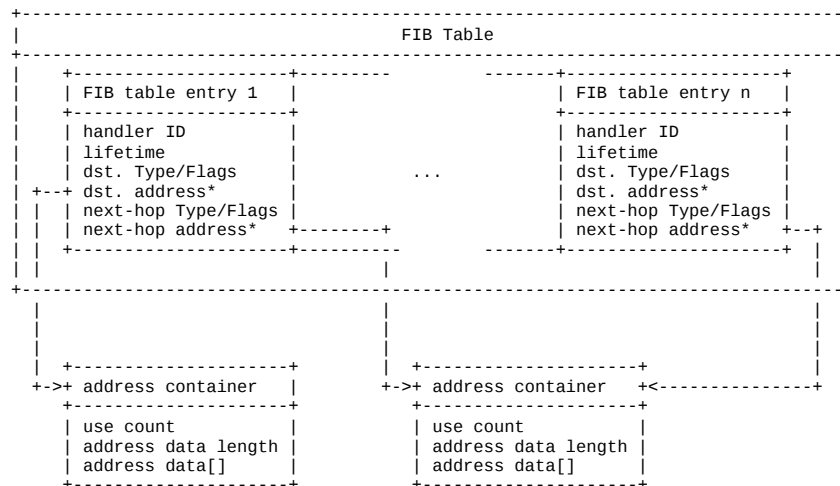 FIB Table
FIB table entry 1 FIB table entry n
handler ID handler ID
lifetime lifetime
dst. Type/Flags ... dst. Type/Flags
dst. address* dst. address*
next-hop Type/Flags next-hop Type/Flags
next-hop address* next-hop address*
address container address container
use count use count
address data length address data length
address data[] address data[]